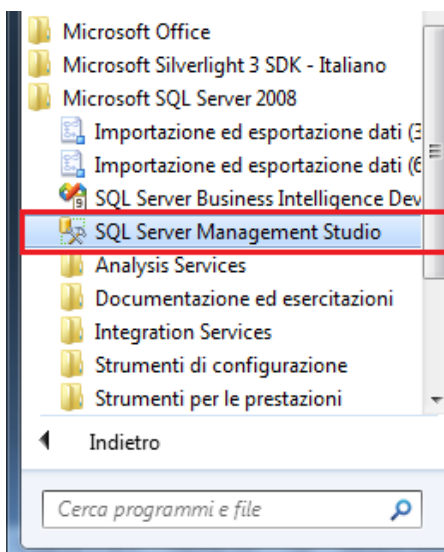 Microsoft Office
Microsoft Silverlight 3 SDK - Italiano
Microsoft SQL Server 2008
Importazione ed esportazione dati (3
Importazione ed esportazione dati (6
SQL Server Business Intelligence Dev
SQL Server Management Studio
Analysis Services
Documentazione ed esercitazioni
Integration Services
Strumenti di configurazione
Strumenti per le prestazioni
Indietro
Cerca programmi e file